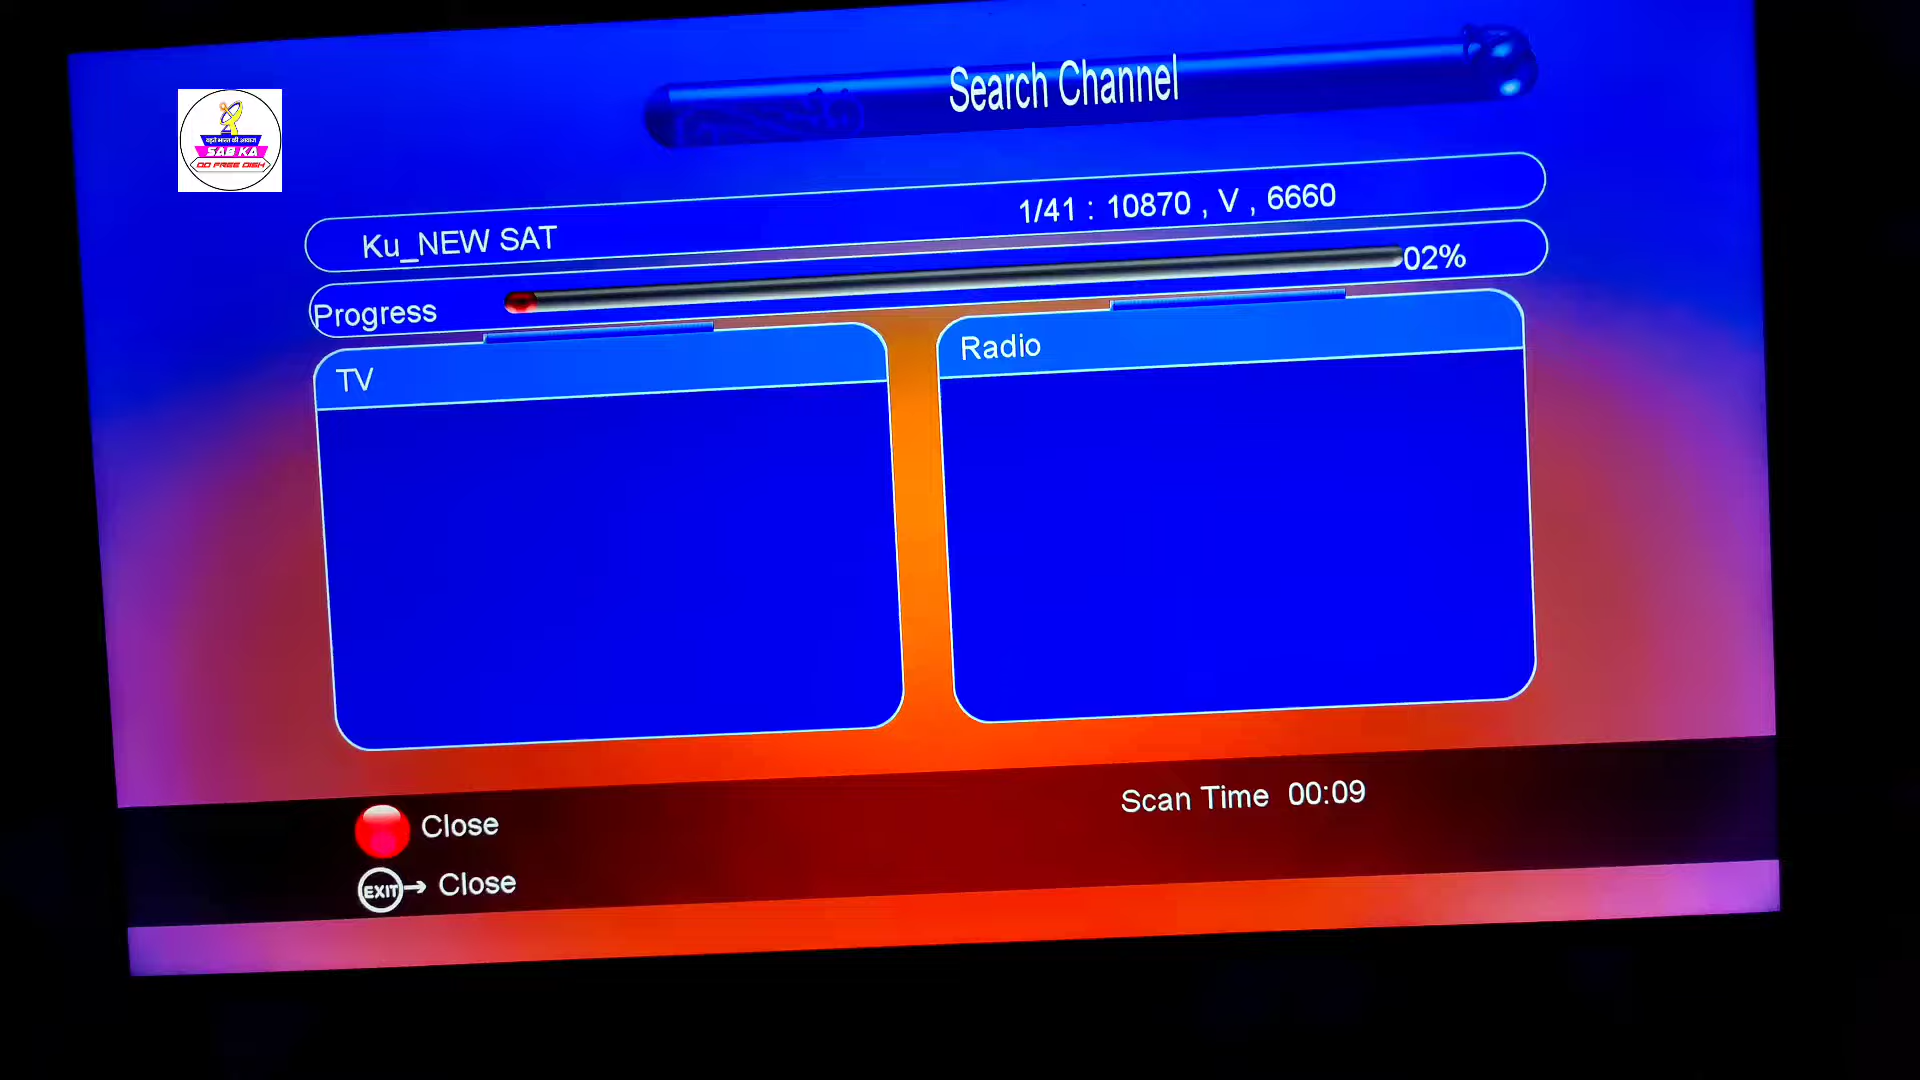 Search Channel
SAB KA
DD FREE DISH
Ku_NEW SAT
1/41 : 10870 , V , 6660
Progress
02%
TV
Radio
Scan Time 00:09
Close
EXIT → Close